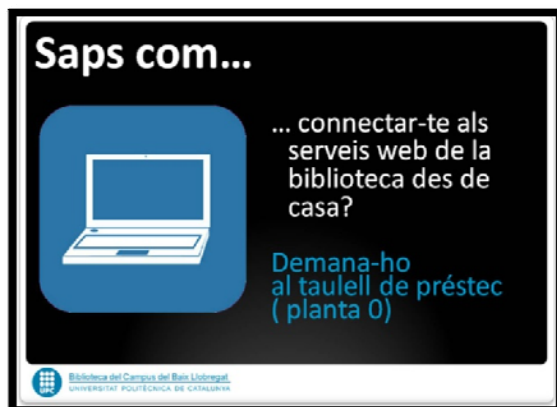 Saps com...
... connectar-te als
serveis web de la
biblioteca des de
casa?
Demana-ho
al taulell de préstec
( planta 0)
UPC
Biblioteca del Campus del Baix Llobregat
UNIVERSITAT POLITÈCNICA DE CATALUNYA